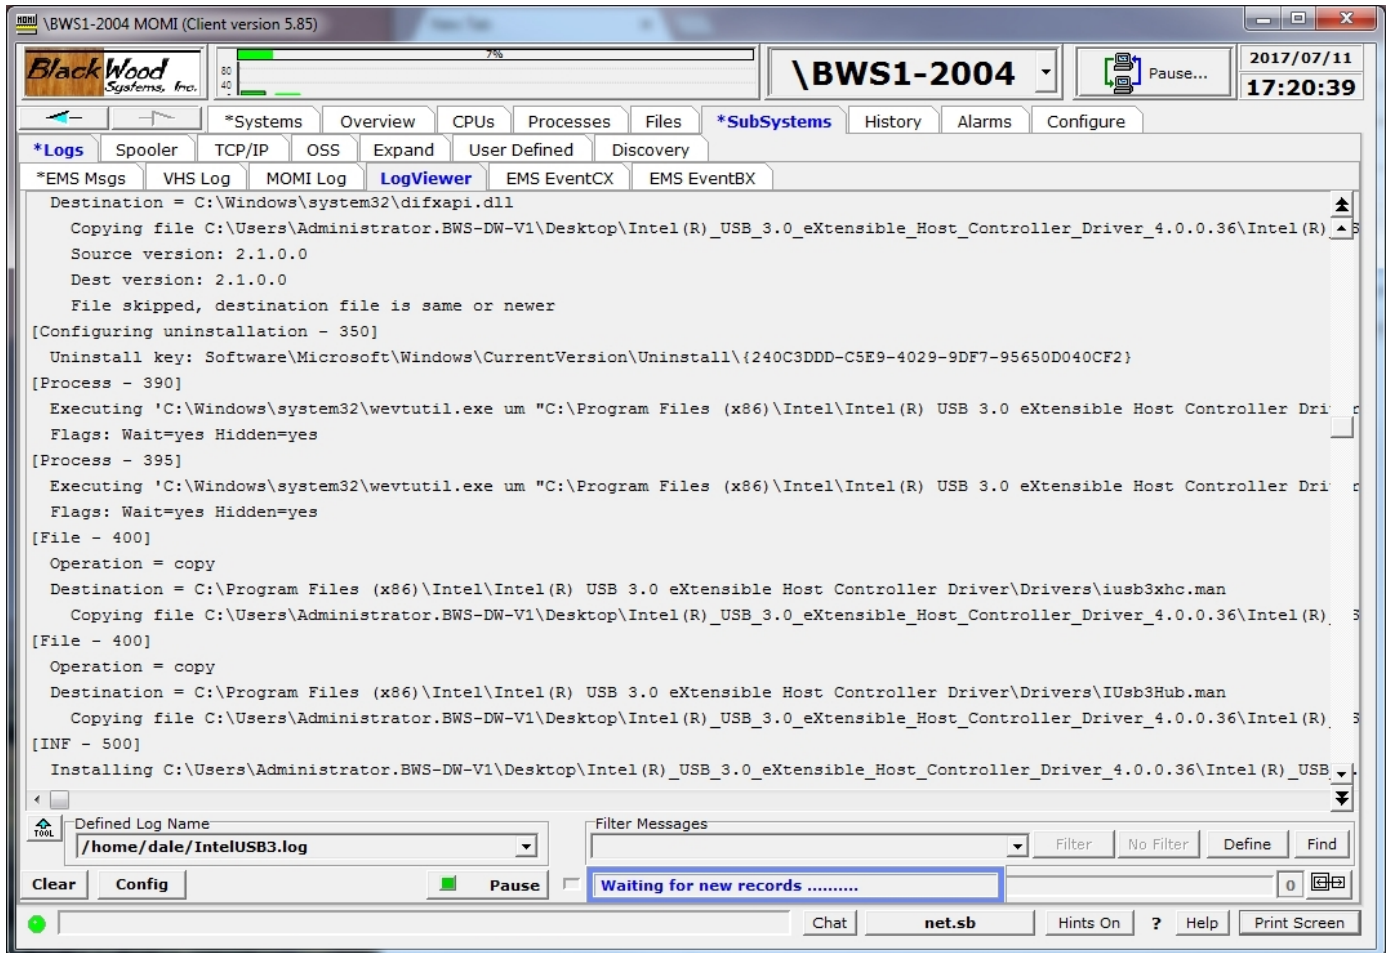 \BWS1-2004 MOMI (Client version 5.85)
New Tab
BlackWood
Systems, Inc.
7%
80
40
\BWS1-2004
Pause...
2017/07/11
17:20:39
*Systems Overview CPUs Processes Files *SubSystems History Alarms Configure
*Logs Spooler TCP/IP OSS Expand User Defined Discovery
*EMS Msgs VHS Log MOMI Log LogViewer EMS EventCX EMS EventBX
Destination = C:\Windows\system32\difxapi.dll
Copying file C:\Users\Administrator.BWS-DW-V1\Desktop\Intel(R)_USB_3.0_eXtensible_Host_Controller_Driver_4.0.0.36\Intel(R)_S
Source version: 2.1.0.0
Dest version: 2.1.0.0
File skipped, destination file is same or newer
[Configuring uninstallation - 350]
Uninstall key: Software\Microsoft\Windows\CurrentVersion\Uninstall\{240C3DDD-C5E9-4029-9DF7-95650D040CF2}
[Process - 390]
Executing 'C:\Windows\system32\wevtutil.exe um "C:\Program Files (x86)\Intel\Intel(R) USB 3.0 eXtensible Host Controller Driver
Flags: Wait=yes Hidden=yes
[Process - 395]
Executing 'C:\Windows\system32\wevtutil.exe um "C:\Program Files (x86)\Intel\Intel(R) USB 3.0 eXtensible Host Controller Driver
Flags: Wait=yes Hidden=yes
[File - 400]
Operation = copy
Destination = C:\Program Files (x86)\Intel\Intel(R) USB 3.0 eXtensible Host Controller Driver\Drivers\iusb3xhc.man
Copying file C:\Users\Administrator.BWS-DW-V1\Desktop\Intel(R)_USB_3.0_eXtensible_Host_Controller_Driver_4.0.0.36\Intel(R)_S
[File - 400]
Operation = copy
Destination = C:\Program Files (x86)\Intel\Intel(R) USB 3.0 eXtensible Host Controller Driver\Drivers\IUsb3Hub.man
Copying file C:\Users\Administrator.BWS-DW-V1\Desktop\Intel(R)_USB_3.0_eXtensible_Host_Controller_Driver_4.0.0.36\Intel(R)_S
[INF - 500]
Installing C:\Users\Administrator.BWS-DW-V1\Desktop\Intel(R)_USB_3.0_eXtensible_Host_Controller_Driver_4.0.0.36\Intel(R)_USB_.
TOOL
Defined Log Name
Filter Messages
/home/dale/IntelUSB3.log
Filter No Filter Define Find
Clear Config Pause Waiting for new records .......... 0
Chat net.sb Hints On ? Help Print Screen